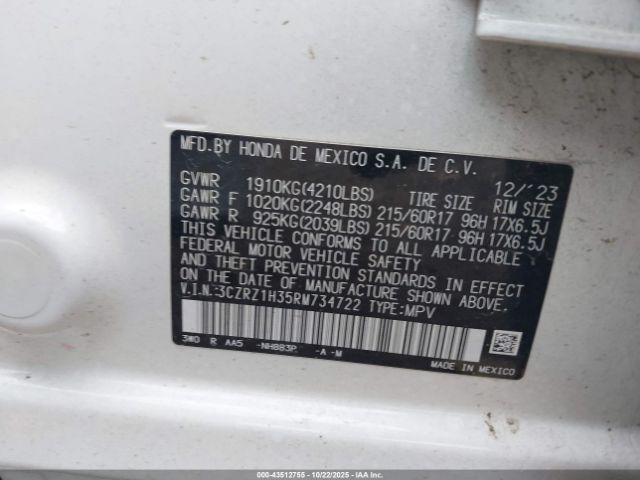 MFD.BY HONDA DE MEXICO S.A. DE C.V.
12/'23
GVWR 1910KG(4210LBS) TIRE SIZE RIM SIZE
GAWR F 1020KG(2248LBS) 215/60R17 96H 17X6.5J
GAWR R 925KG(2039LBS) 215/60R17 96H 17X6.5J
THIS VEHICLE CONFORMS TO ALL APPLICABLE
FEDERAL MOTOR VEHICLE SAFETY AND
THEFT PREVENTION STANDARDS IN EFFECT
ON THE DATE OF MANUFACTURE SHOWN ABOVE.
V.I.N.:3CZRZ1H35RM734722 TYPE:MPV
3W0 R AA5 -NH883P -A -M
MADE IN MEXICO
000-43512755 - 10/22/2025 - IAAI.COM